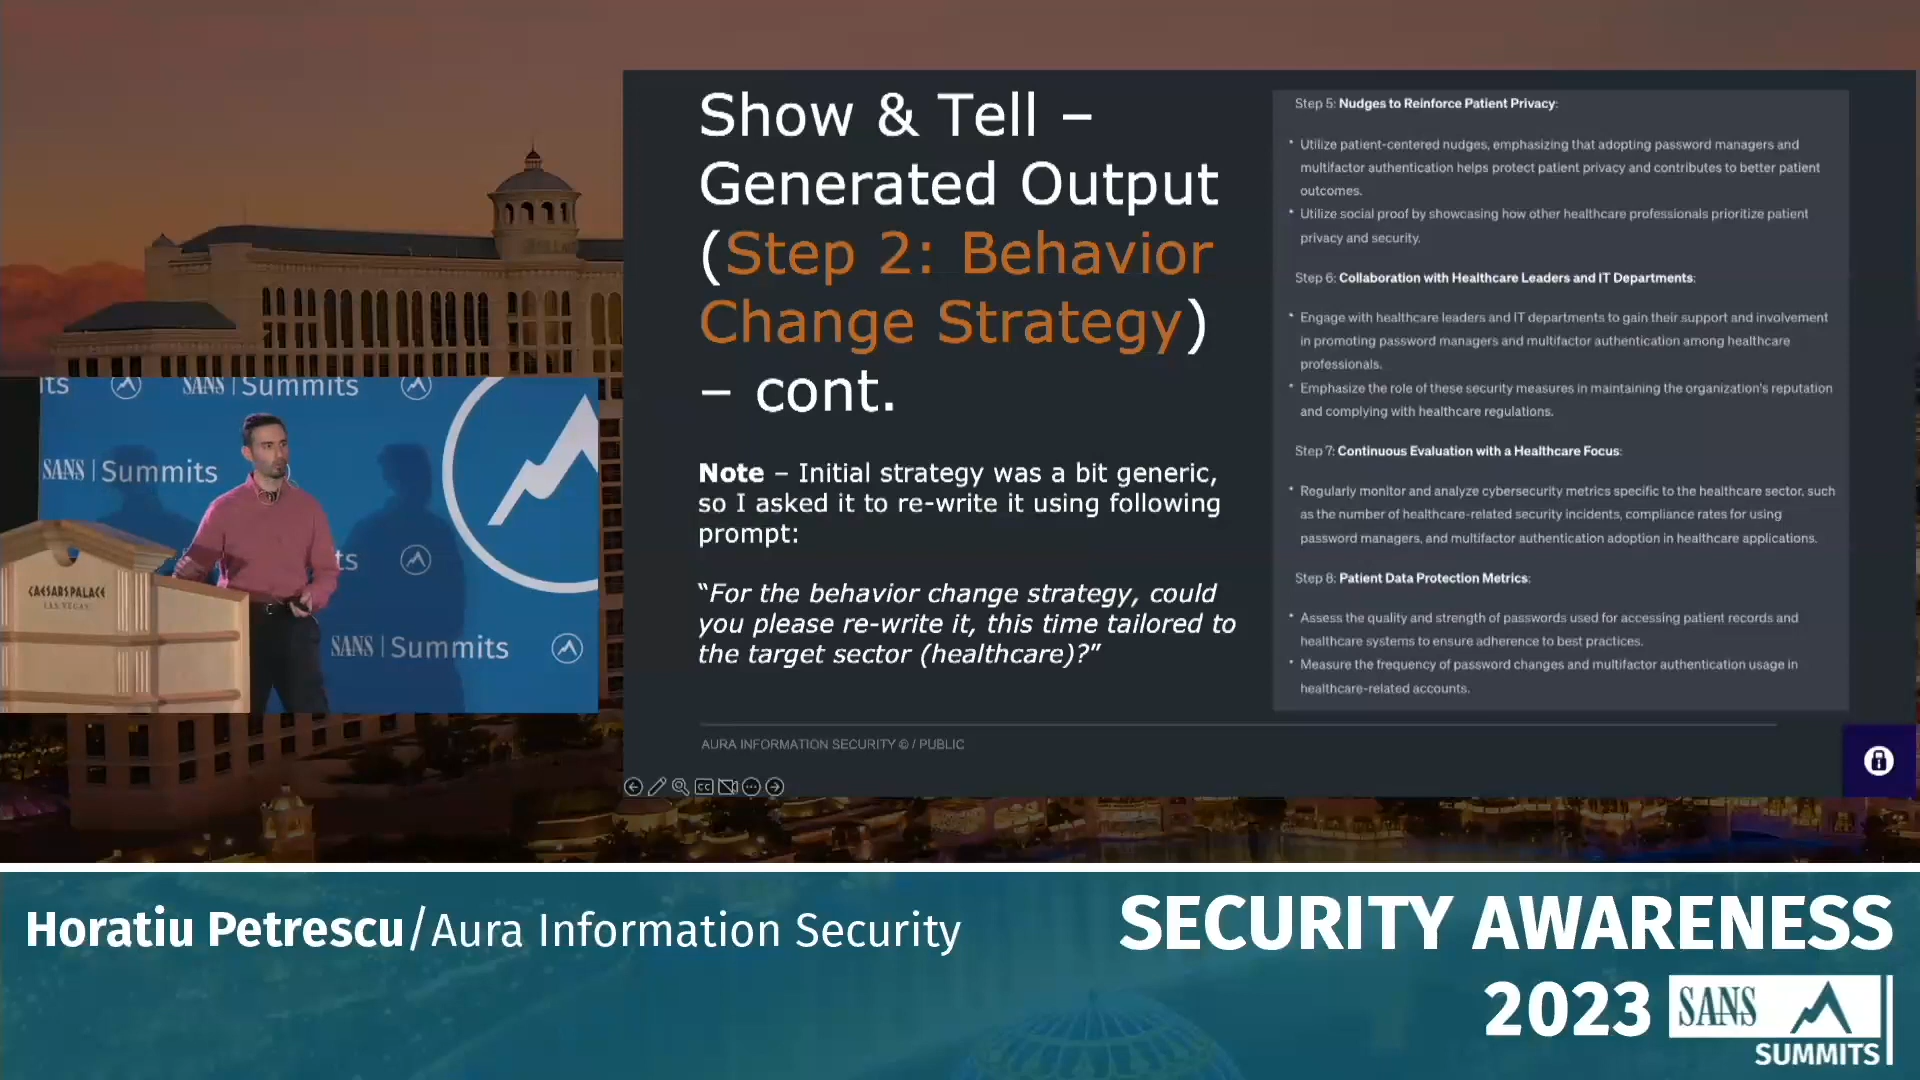 Show & Tell –
Generated Output
(Step 2: Behavior
Change Strategy)
– cont.
Note – Initial strategy was a bit generic,
so I asked it to re-write it using following
prompt:
“For the behavior change strategy, could
you please re-write it, this time tailored to
the target sector (healthcare)?”
Step 5: Nudges to Reinforce Patient Privacy:
• Utilize patient-centered nudges, emphasizing that adopting password managers and
multifactor authentication helps protect patient privacy and contributes to better patient
outcomes.
• Utilize social proof by showcasing how other healthcare professionals prioritize patient
privacy and security.
Step 6: Collaboration with Healthcare Leaders and IT Departments:
• Engage with healthcare leaders and IT departments to gain their support and involvement
in promoting password managers and multifactor authentication among healthcare
professionals.
• Emphasize the role of these security measures in maintaining the organization's reputation
and complying with healthcare regulations.
Step 7: Continuous Evaluation with a Healthcare Focus:
• Regularly monitor and analyze cybersecurity metrics specific to the healthcare sector, such
as the number of healthcare-related security incidents, compliance rates for using
password managers, and multifactor authentication adoption in healthcare applications.
Step 8: Patient Data Protection Metrics:
• Assess the quality and strength of passwords used for accessing patient records and
healthcare systems to ensure adherence to best practices.
• Measure the frequency of password changes and multifactor authentication usage in
healthcare-related accounts.
AURA INFORMATION SECURITY © / PUBLIC
CC
its
SANS | Summits
SANS | Summits
ts
SANS | Summits
CAESARS PALACE
LAS VEGAS
Horatiu Petrescu/Aura Information Security
SECURITY AWARENESS
2023 SANS
SUMMITS